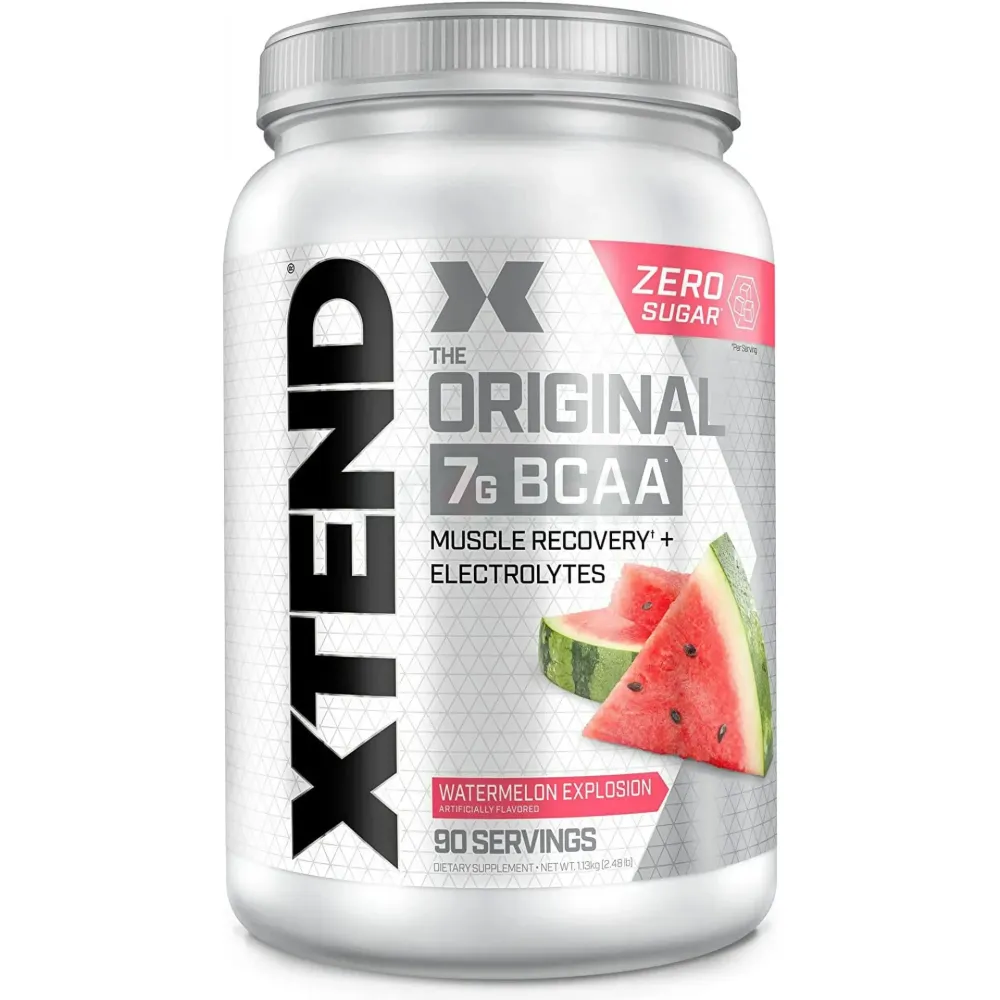 XTEND®
X
THE
ORIGINAL
7G BCAA°
MUSCLE RECOVERY† +
ELECTROLYTES
ZERO
SUGAR*
*Per Serving
WATERMELON EXPLOSION
ARTIFICIALLY FLAVORED
90 SERVINGS
DIETARY SUPPLEMENT • NET WT. 1.13kg (2.48 lb)